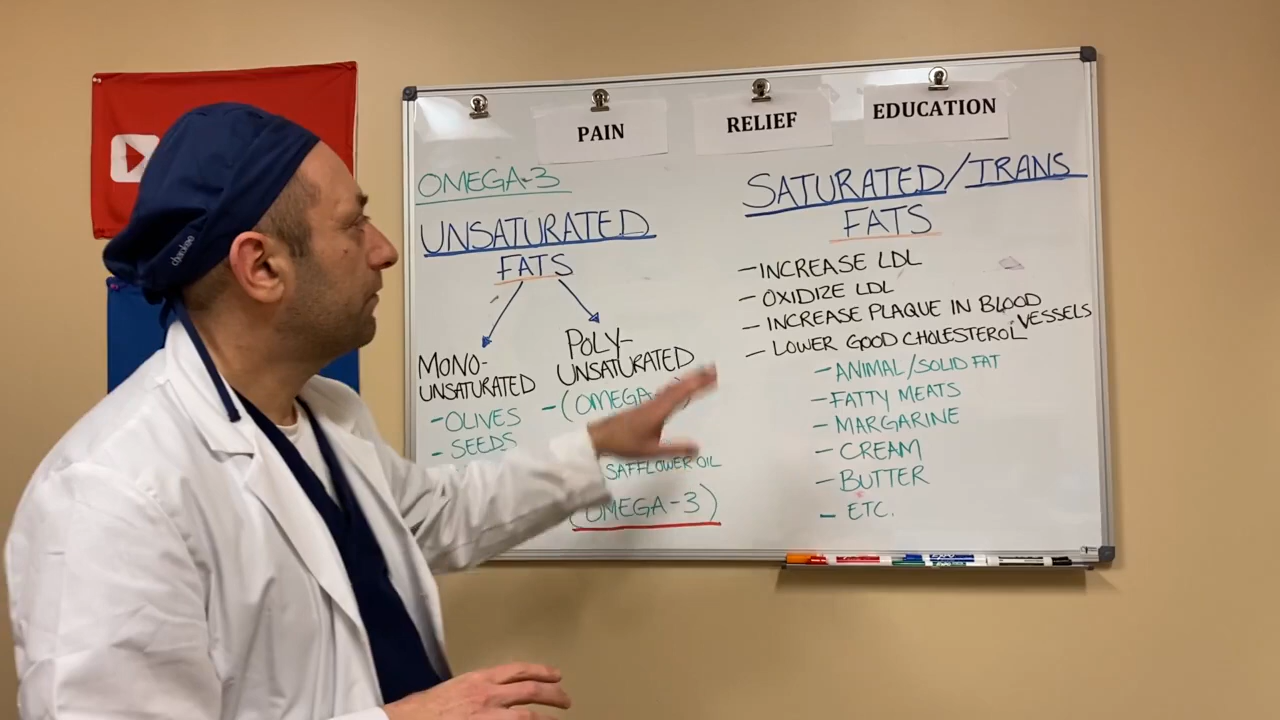 PAIN
RELIEF
EDUCATION
OMEGA-3
UNSATURATED
FATS
MONO-
UNSATURATED
-OLIVES
- SEEDS
POLY-
UNSATURATED
-(OMEGA- )
SAFFLOWER OIL
(OMEGA-3)
SATURATED/TRANS
FATS
- INCREASE LDL
- OXIDIZE LDL
- INCREASE PLAQUE IN BLOOD VESSELS
- LOWER GOOD CHOLESTEROL
- ANIMAL/SOLID FAT
- FATTY MEATS
- MARGARINE
- CREAM
- BUTTER
- ETC.